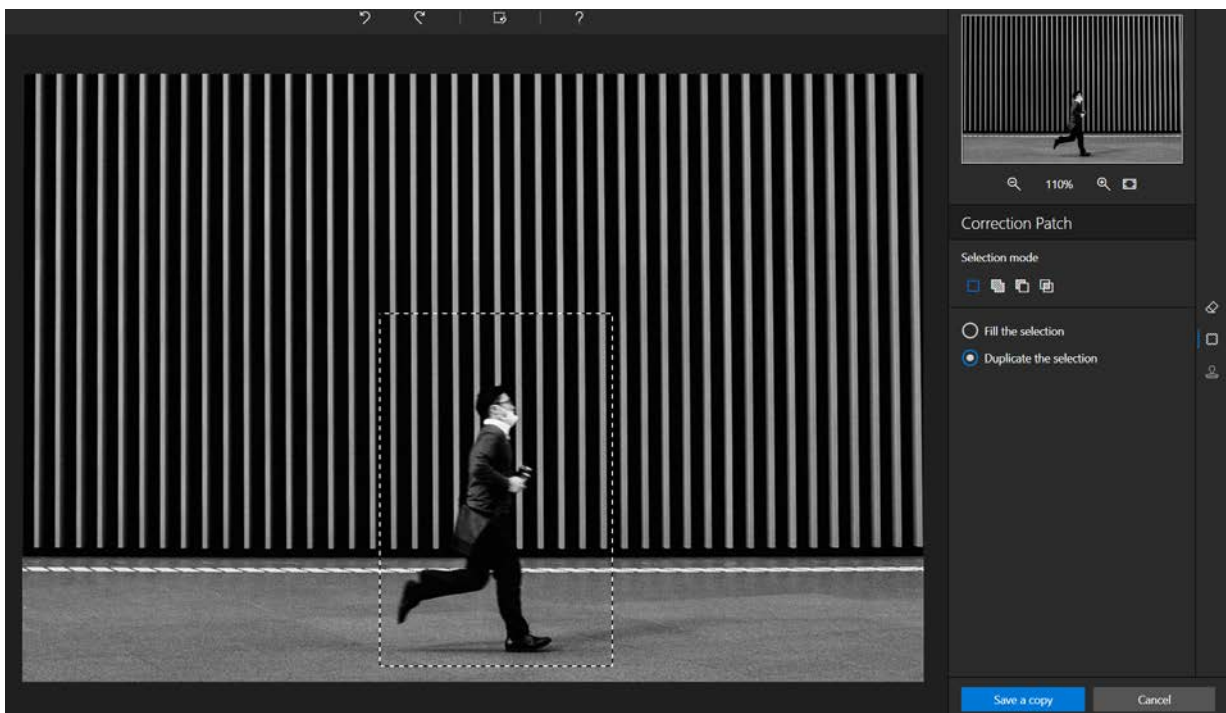 ?
110%
Correction Patch
Selection mode
Fill the selection
Duplicate the selection
Save a copy
Cancel